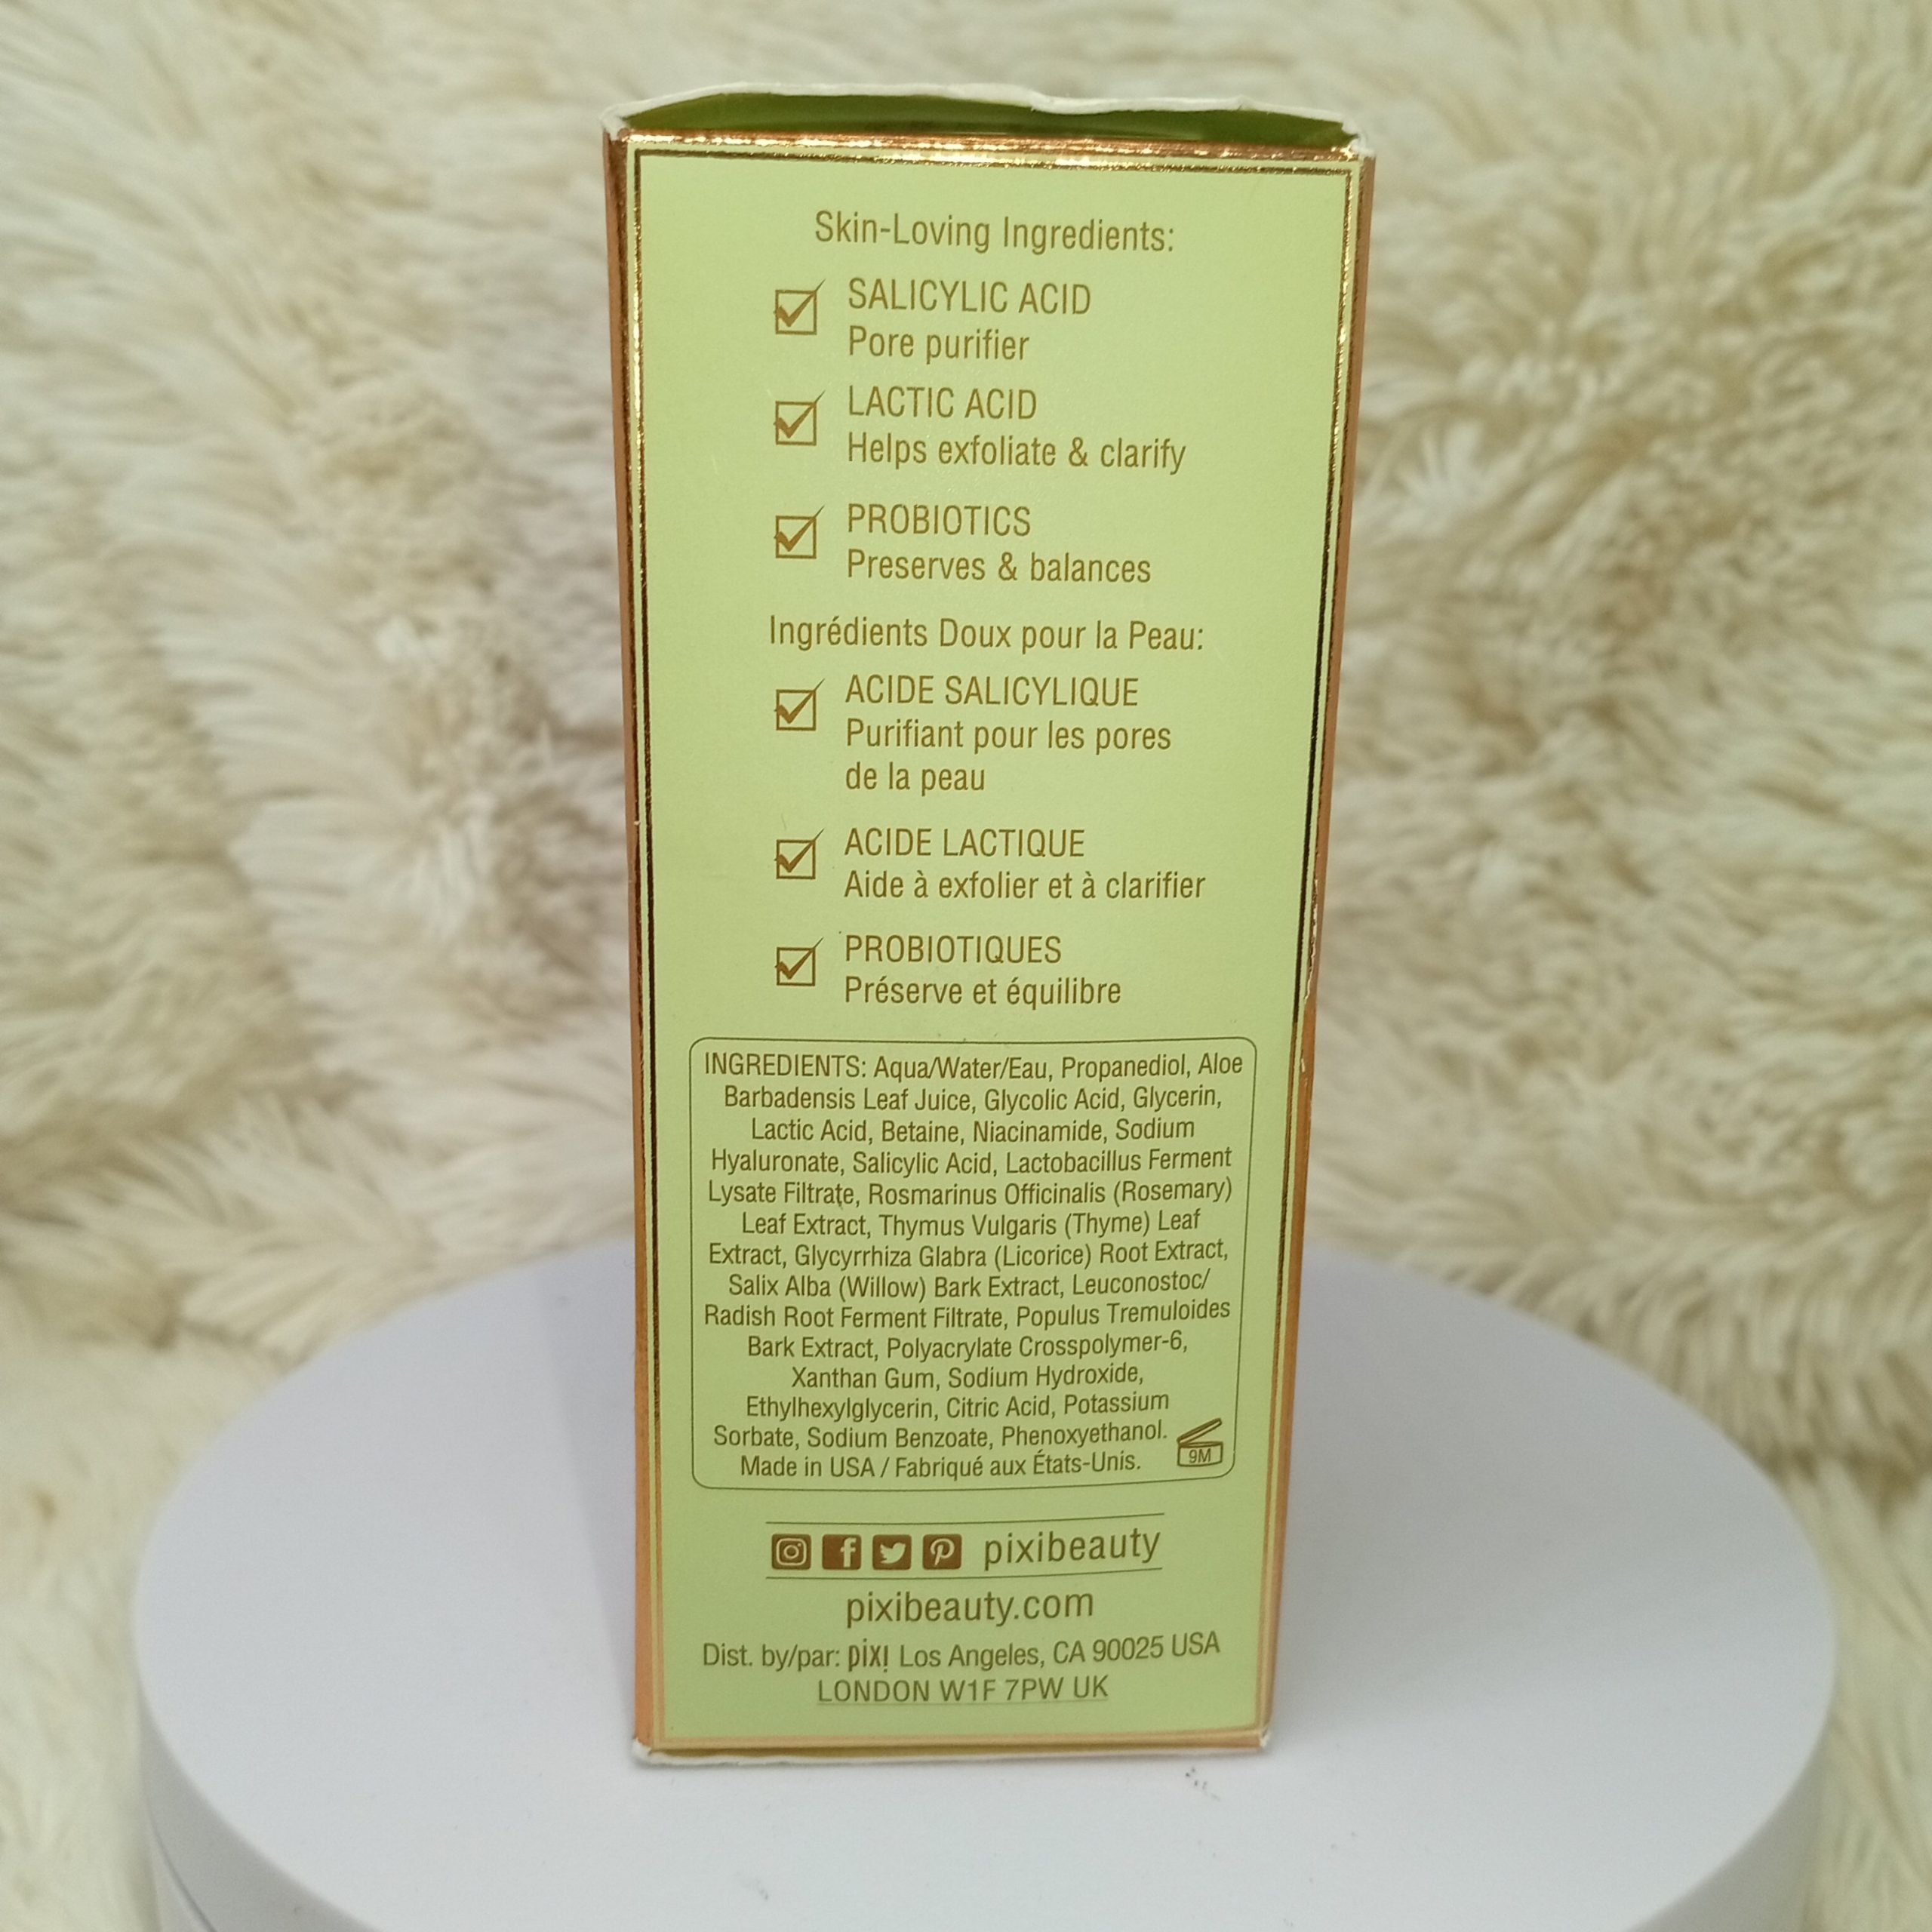 Skin-Loving Ingredients:
SALICYLIC ACID
Pore purifier
LACTIC ACID
Helps exfoliate & clarify
PROBIOTICS
Preserves & balances
Ingrédients Doux pour la Peau:
ACIDE SALICYLIQUE
Purifiant pour les pores
de la peau
ACIDE LACTIQUE
Aide à exfolier et à clarifier
PROBIOTIQUES
Préserve et équilibre
INGREDIENTS: Aqua/Water/Eau, Propanediol, Aloe
Barbadensis Leaf Juice, Glycolic Acid, Glycerin,
Lactic Acid, Betaine, Niacinamide, Sodium
Hyaluronate, Salicylic Acid, Lactobacillus Ferment
Lysate Filtrate, Rosmarinus Officinalis (Rosemary)
Leaf Extract, Thymus Vulgaris (Thyme) Leaf
Extract, Glycyrrhiza Glabra (Licorice) Root Extract,
Salix Alba (Willow) Bark Extract, Leuconostoc/
Radish Root Ferment Filtrate, Populus Tremuloides
Bark Extract, Polyacrylate Crosspolymer-6,
Xanthan Gum, Sodium Hydroxide,
Ethylhexylglycerin, Citric Acid, Potassium
Sorbate, Sodium Benzoate, Phenoxyethanol.
Made in USA / Fabriqué aux États-Unis.
9M
pixibeauty
pixibeauty.com
Dist. by/par: pixi Los Angeles, CA 90025 USA
LONDON W1F 7PW UK